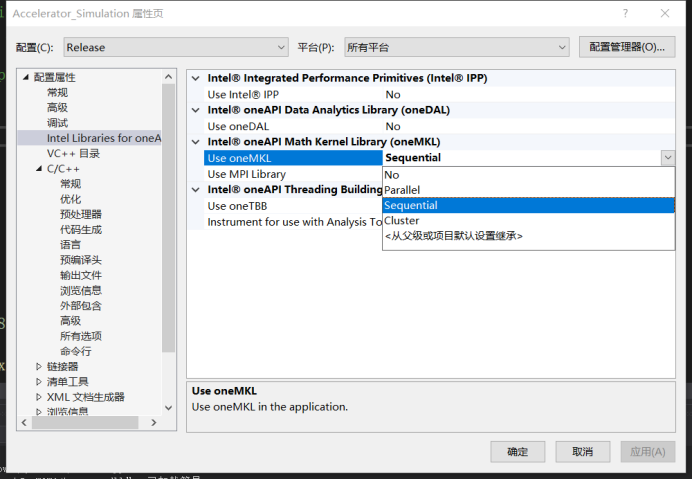 Accelerator_Simulation 属性页
配置(C): Release 平台(P): 所有平台 配置管理器(O)...
配置属性
常规
高级
调试
Intel Libraries for oneA
VC++ 目录
C/C++
常规
优化
预处理器
代码生成
语言
预编译头
输出文件
浏览信息
外部包含
高级
所有选项
命令行
链接器
清单工具
XML 文档生成器
浏览信息
Intel® Integrated Performance Primitives (Intel® IPP)
Use Intel® IPP No
Intel® oneAPI Data Analytics Library (oneDAL)
Use oneDAL No
Intel® oneAPI Math Kernel Library (oneMKL)
Use oneMKL Sequential
Use MPI Library
Intel® oneAPI Threading Building
Use oneTBB
Instrument for use with Analysis To
No
Parallel
Sequential
Cluster
<从父级或项目默认设置继承>
Use oneMKL
Use oneMKL in the application.
确定 取消 应用(A)